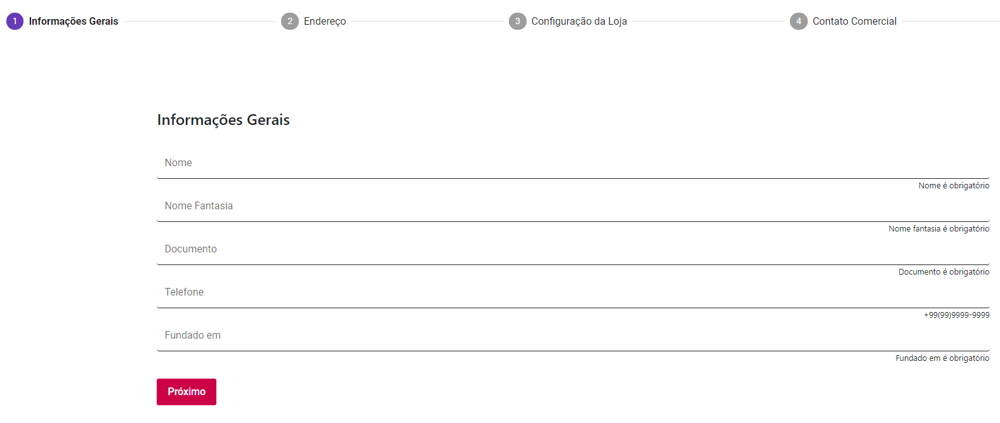 1 Informações Gerais 2 Endereço 3 Configuração da Loja 4 Contato Comercial
Informações Gerais
Nome
Nome é obrigatório
Nome Fantasia
Nome fantasia é obrigatório
Documento
Documento é obrigatório
Telefone
+99(99)9999-9999
Fundado em
Fundado em é obrigatório
Próximo